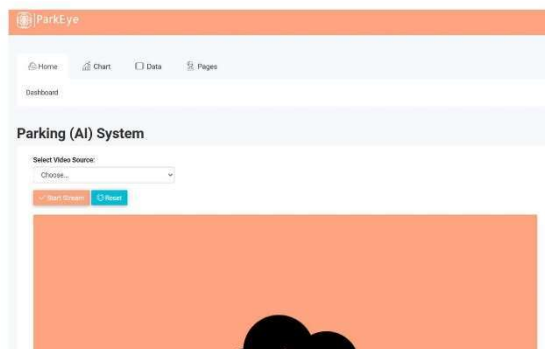 ParkEye
Home Chart Data Pages
Dashboard
Parking (AI) System
Select Video Source:
Choose...
Start Stream Reset